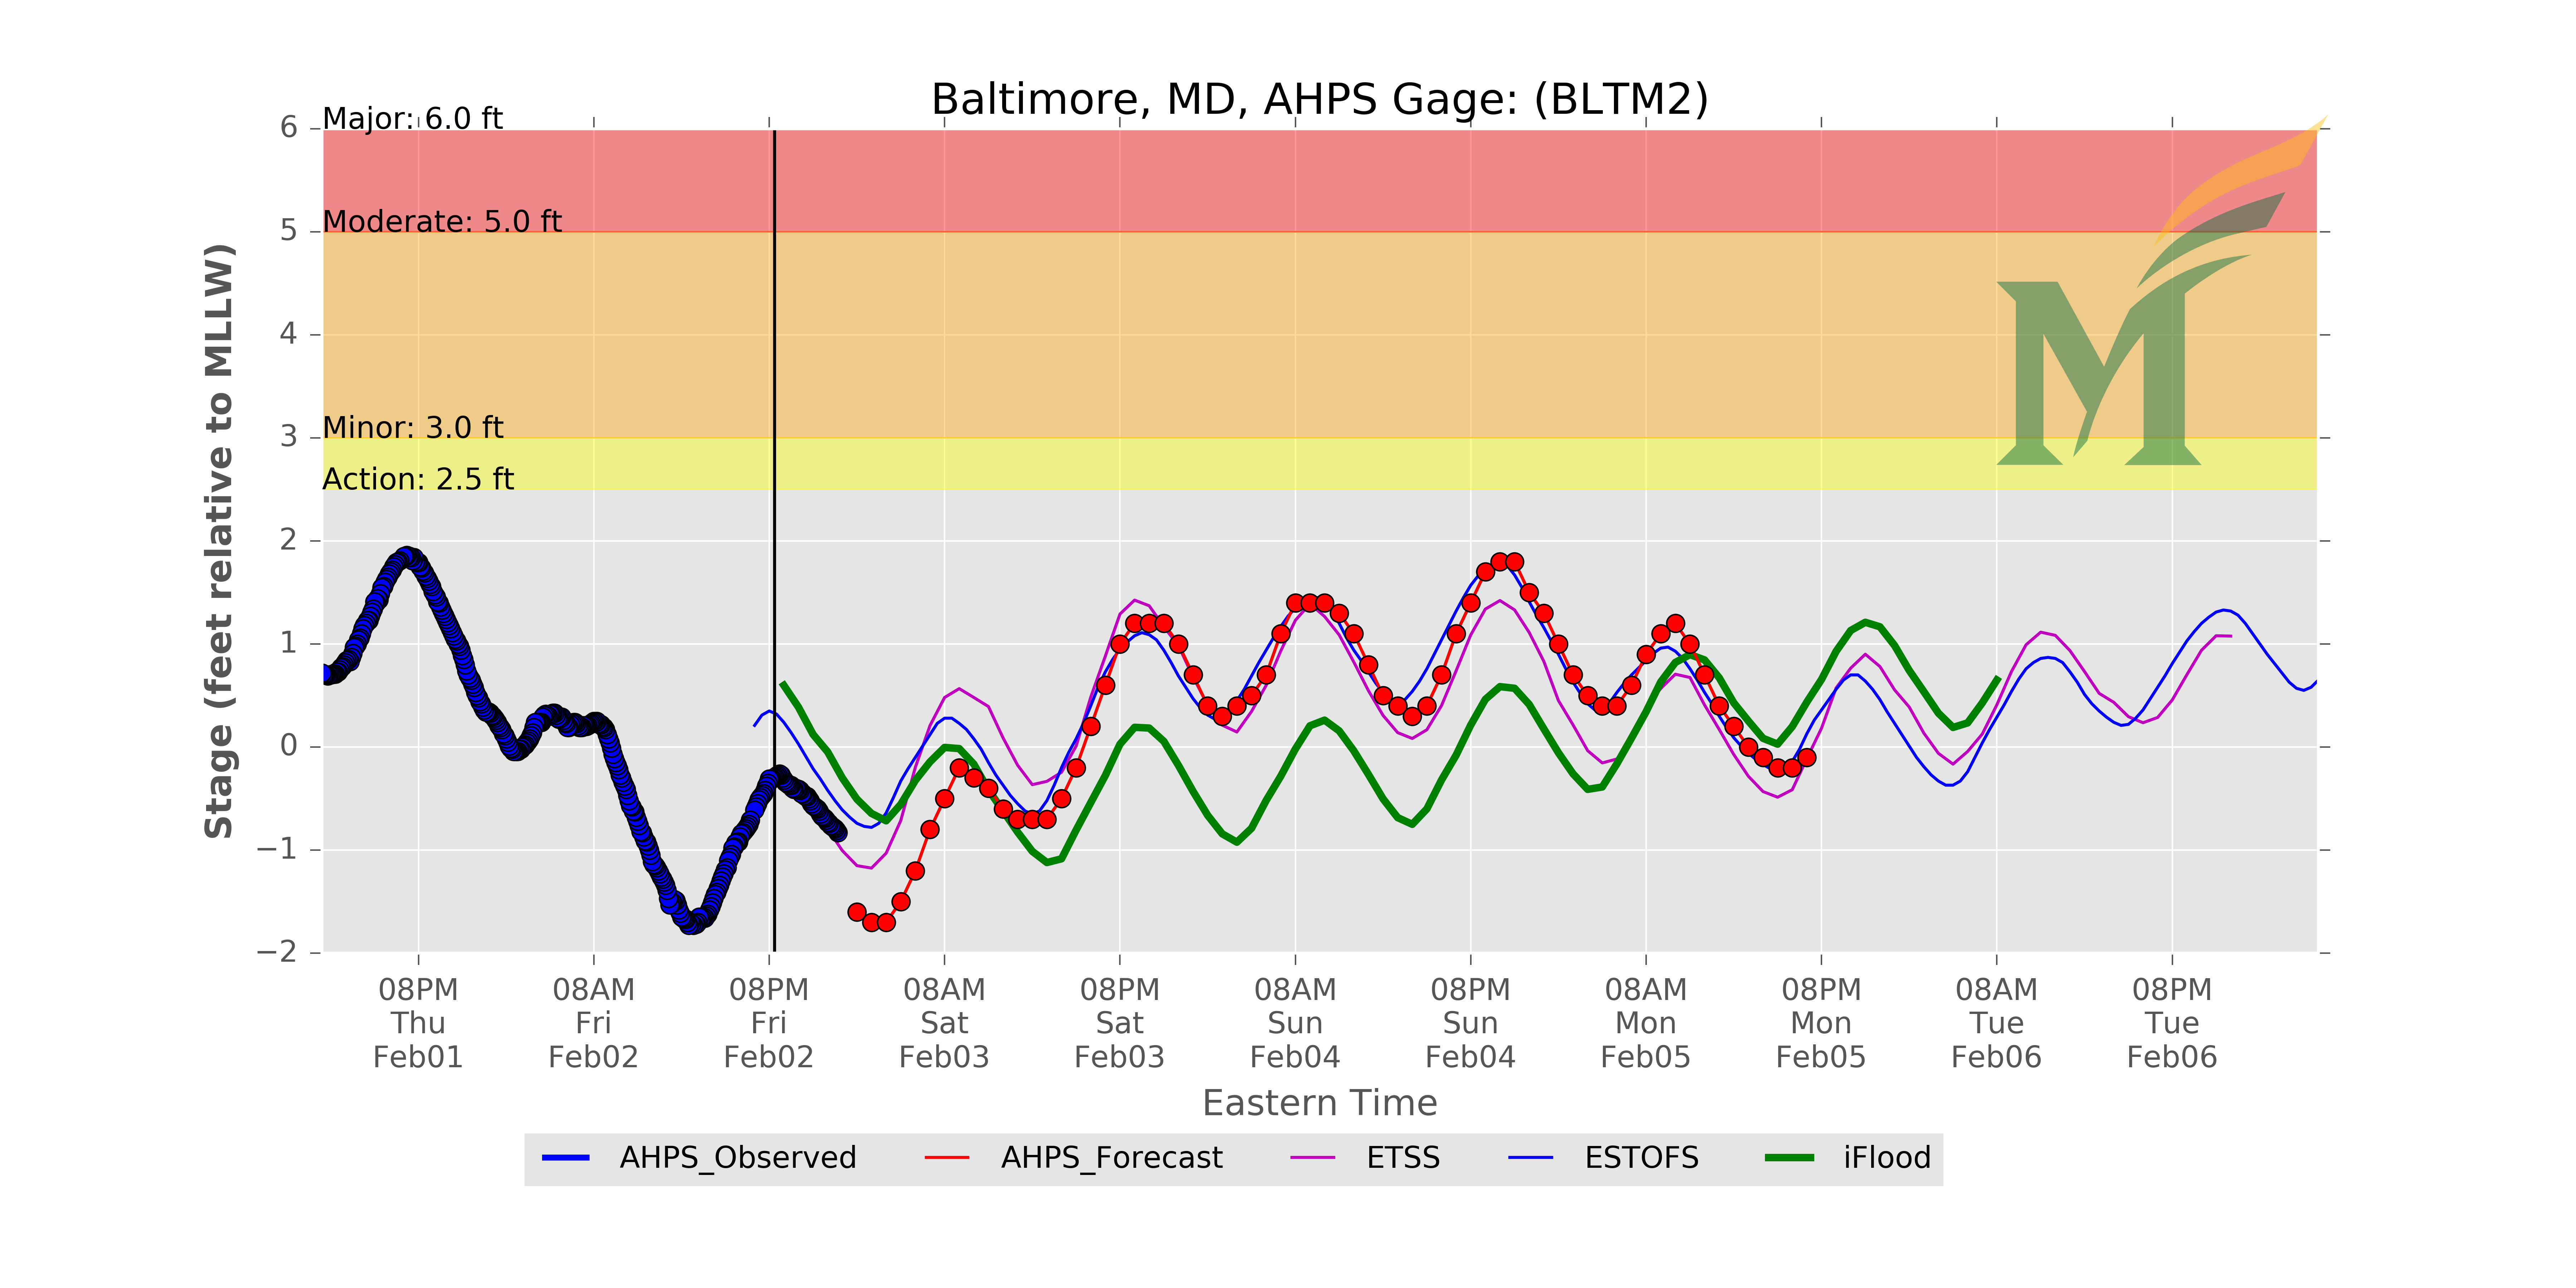 Baltimore, MD, AHPS Gage: (BLTM2)
Major: 6.0 ft
Moderate: 5.0 ft
Minor: 3.0 ft
Action: 2.5 ft
6
5
4
3
2
1
0
−1
−2
Stage (feet relative to MLLW)
08PM 08AM 08PM 08AM 08PM 08AM 08PM 08AM 08PM 08AM 08PM
Thu Fri Fri Sat Sat Sun Sun Mon Mon Tue Tue
Feb01 Feb02 Feb02 Feb03 Feb03 Feb04 Feb04 Feb05 Feb05 Feb06 Feb06
Eastern Time
AHPS_Observed AHPS_Forecast ETSS ESTOFS iFlood
M